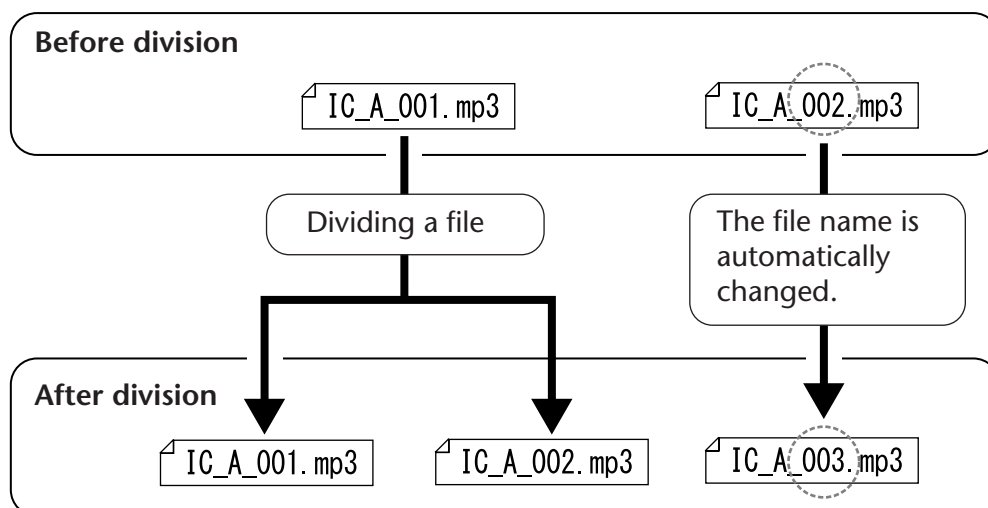 Before division
IC_A_001.mp3
IC_A_002.mp3
Dividing a file
The file name is
automatically
changed.
After division
IC_A_001.mp3
IC_A_002.mp3
IC_A_003.mp3